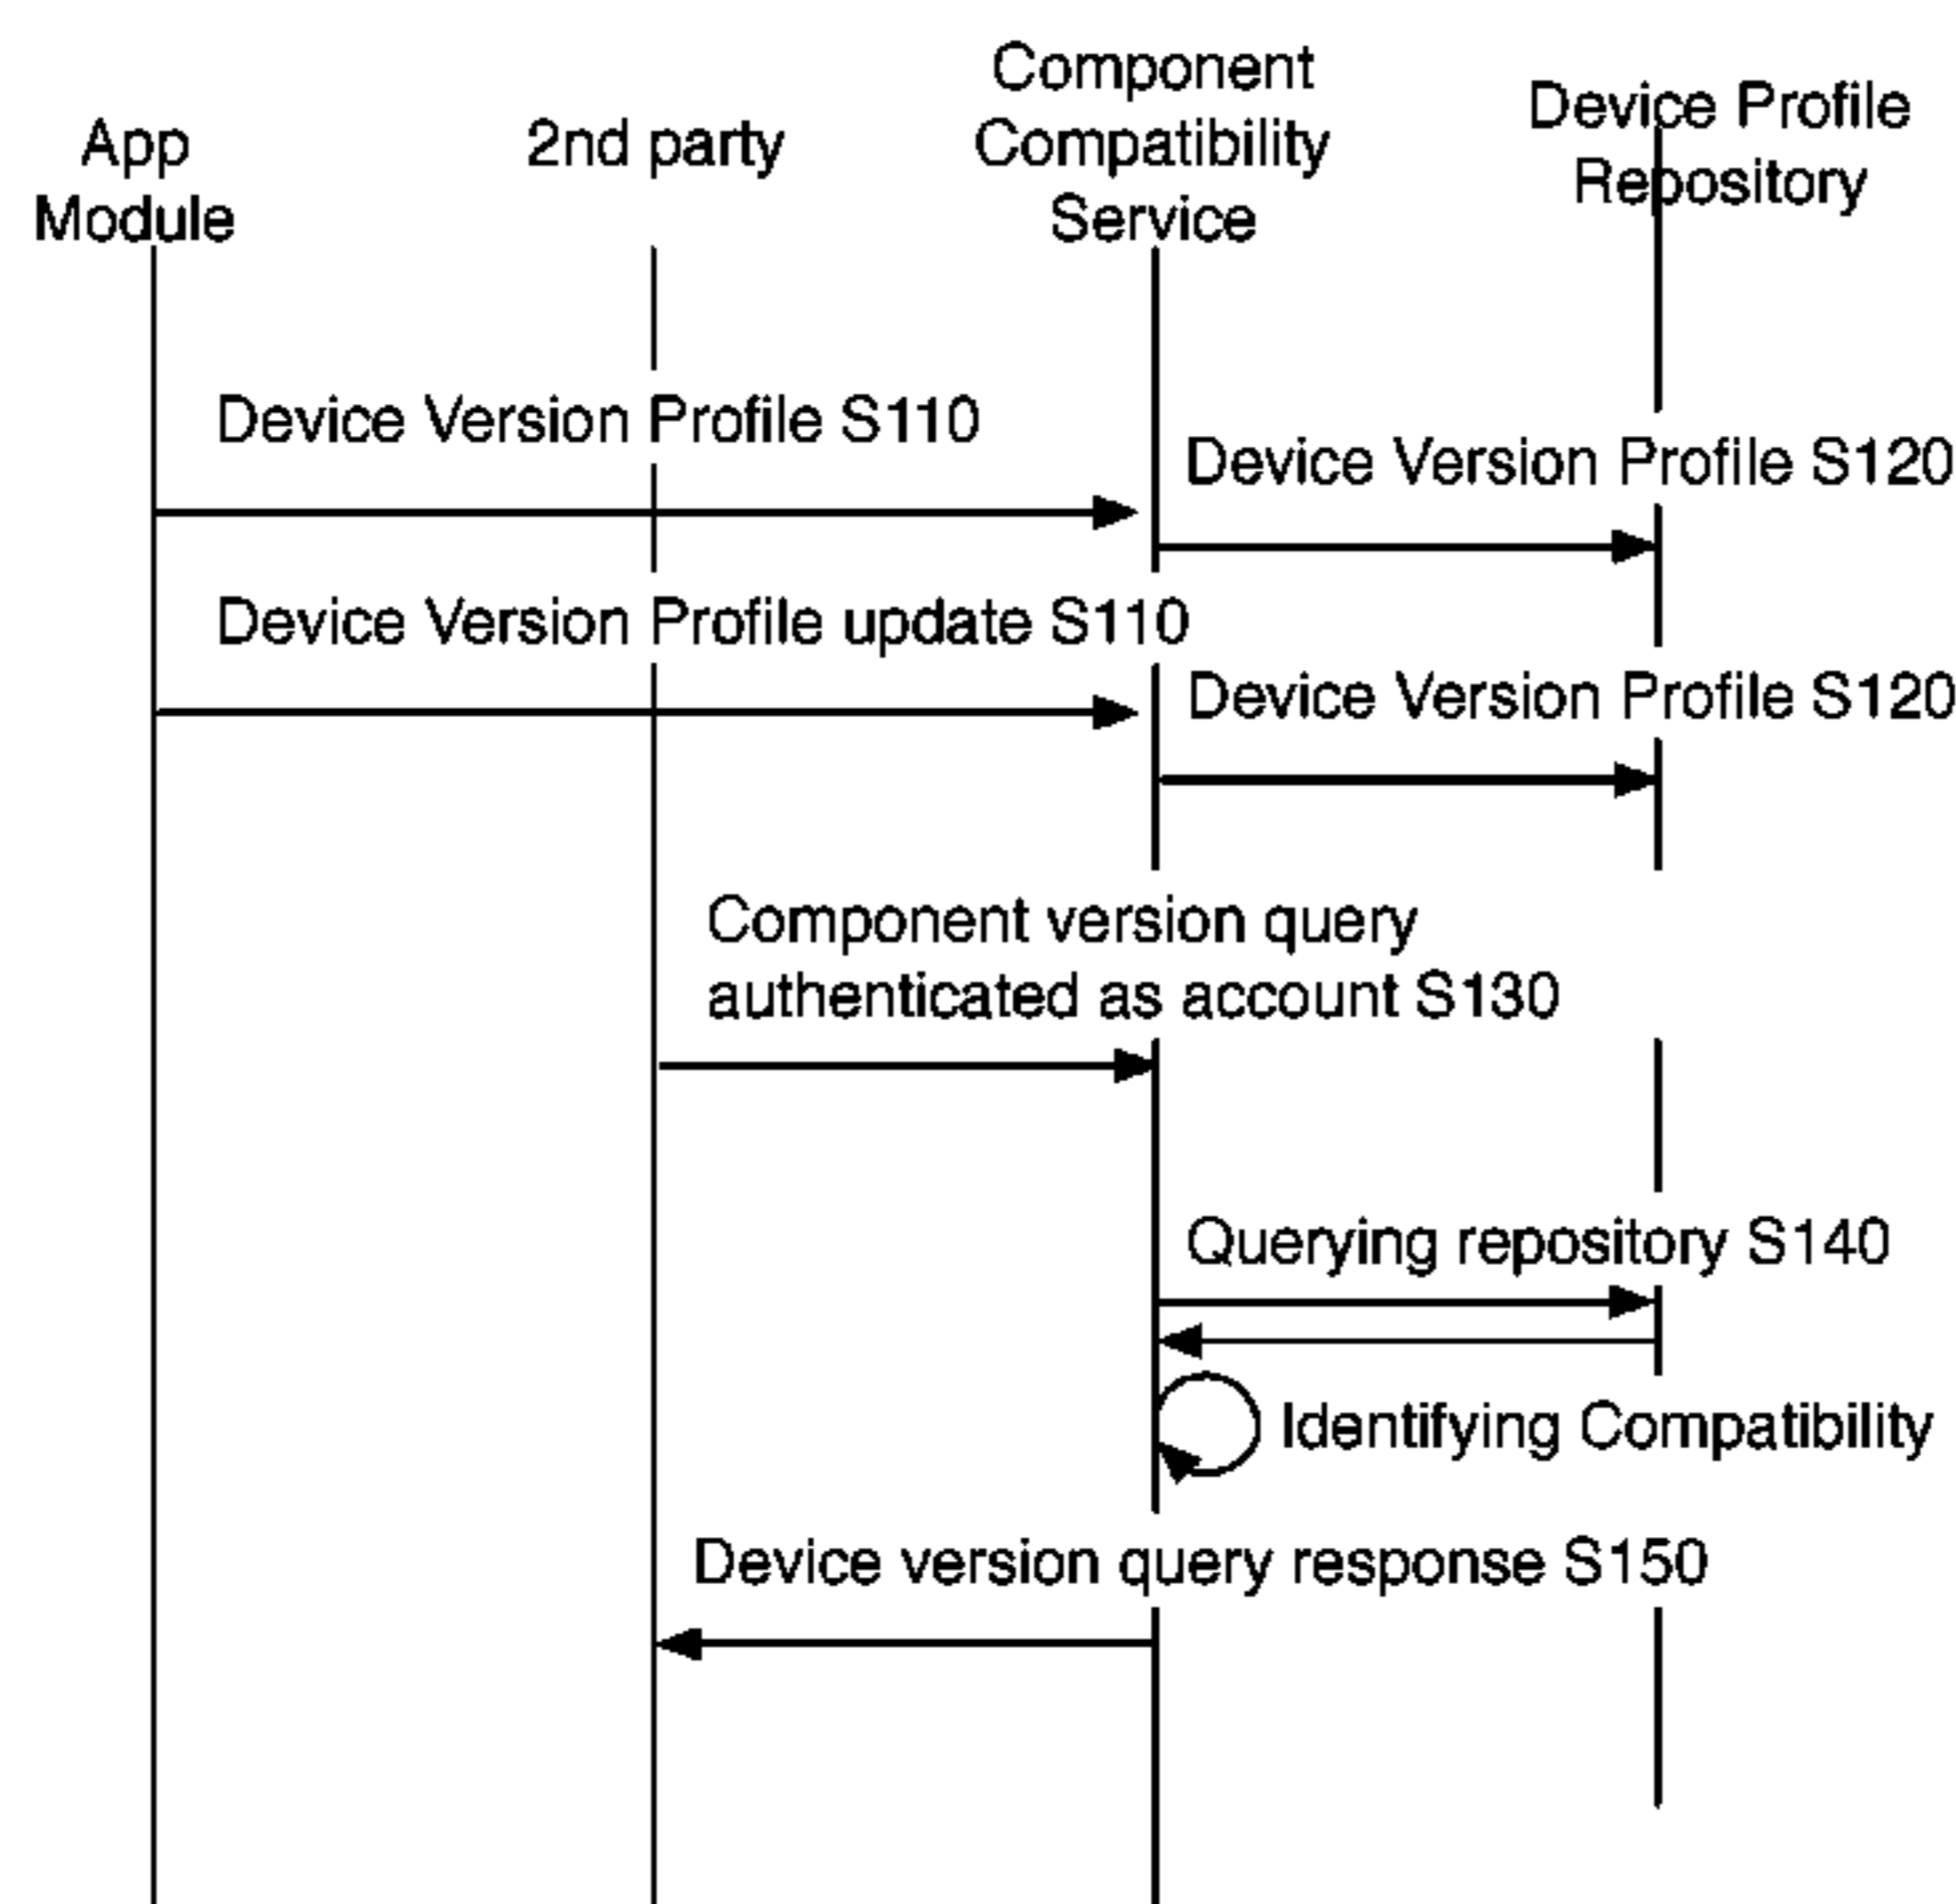 App
Module
2nd party
Component
Compatibility
Service
Device Profile
Repository
Device Version Profile S110
Device Version Profile S120
Device Version Profile update S110
Device Version Profile S120
Component version query
authenticated as account S130
Querying repository S140
Identifying Compatibility
Device version query response S150